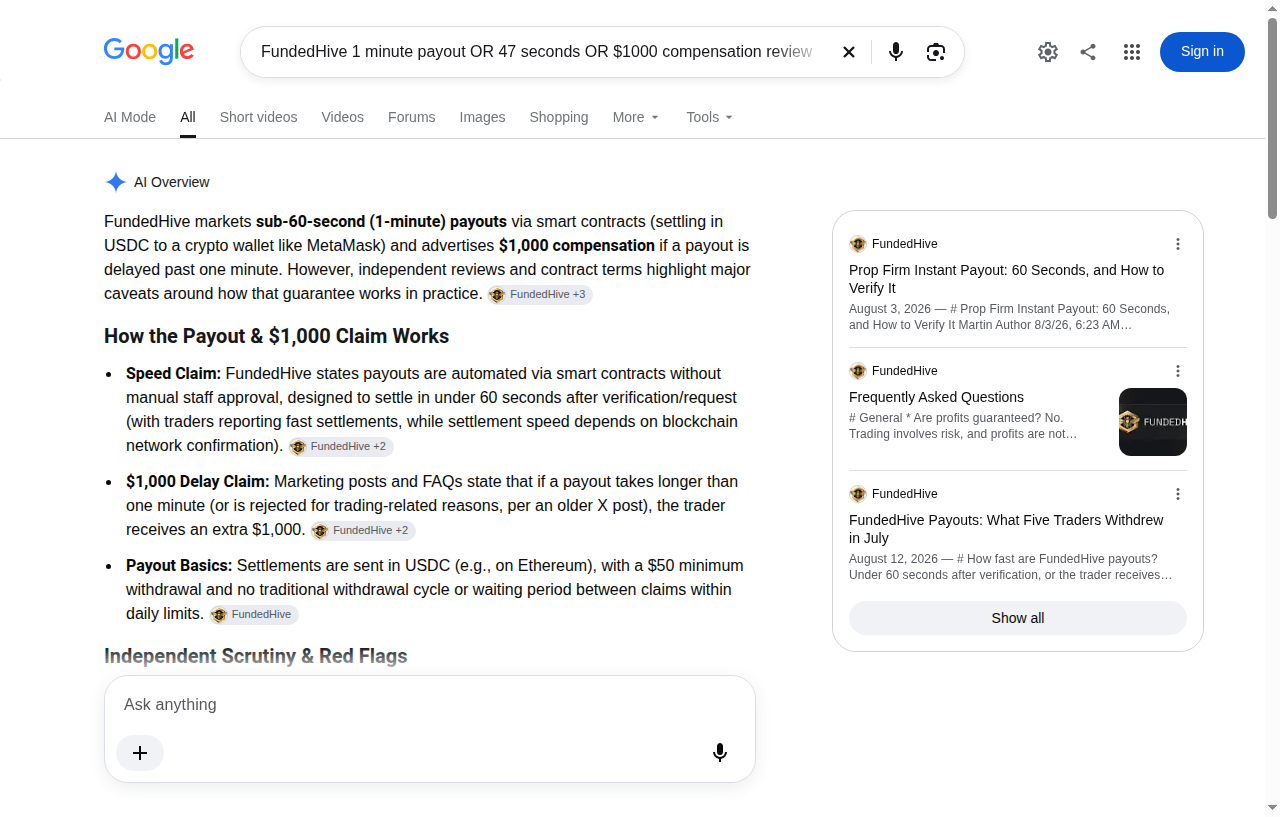 Google
FundedHive 1 minute payout OR 47 seconds OR $1000 compensation review
Sign in
AI Mode
All
Short videos
Videos
Forums
Images
Shopping
More
Tools
AI Overview
FundedHive markets sub-60-second (1-minute) payouts via smart contracts (settling in
USDC to a crypto wallet like MetaMask) and advertises $1,000 compensation if a payout is
delayed past one minute. However, independent reviews and contract terms highlight major
caveats around how that guarantee works in practice. FundedHive +3
How the Payout & $1,000 Claim Works
• Speed Claim: FundedHive states payouts are automated via smart contracts without
manual staff approval, designed to settle in under 60 seconds after verification/request
(with traders reporting fast settlements, while settlement speed depends on blockchain
network confirmation). FundedHive +2
• $1,000 Delay Claim: Marketing posts and FAQs state that if a payout takes longer than
one minute (or is rejected for trading-related reasons, per an older X post), the trader
receives an extra $1,000. FundedHive +2
• Payout Basics: Settlements are sent in USDC (e.g., on Ethereum), with a $50 minimum
withdrawal and no traditional withdrawal cycle or waiting period between claims within
daily limits. FundedHive
Independent Scrutiny & Red Flags
Ask anything
FundedHive
Prop Firm Instant Payout: 60 Seconds, and How to
Verify It
August 3, 2026 — # Prop Firm Instant Payout: 60 Seconds,
and How to Verify It Martin Author 8/3/26, 6:23 AM…
FundedHive
Frequently Asked Questions
# General * Are profits guaranteed? No.
Trading involves risk, and profits are not…
FUNDEDH
FundedHive
FundedHive Payouts: What Five Traders Withdrew
in July
August 12, 2026 — # How fast are FundedHive payouts?
Under 60 seconds after verification, or the trader receives…
Show all